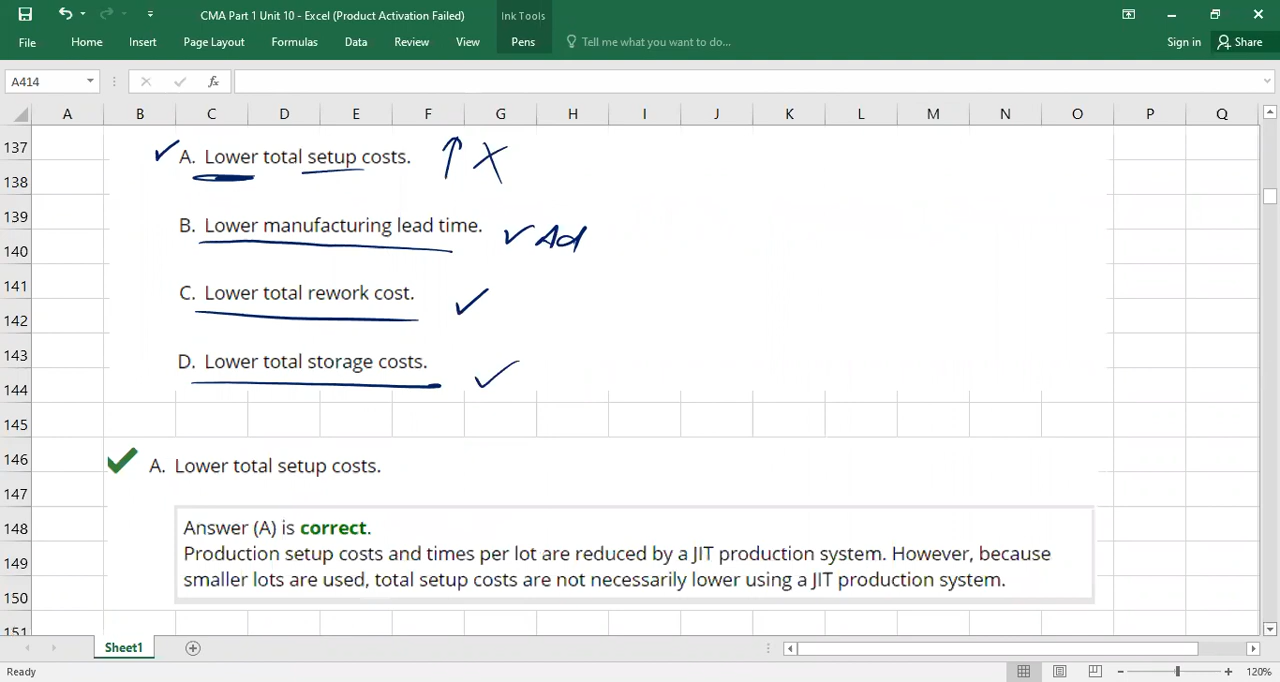 CMA Part 1 Unit 10 - Excel (Product Activation Failed)
Ink Tools
File Home Insert Page Layout Formulas Data Review View Pens Tell me what you want to do... Sign in Share
A414 fx
A B C D E F G H I J K L M N O P Q
137
A. Lower total setup costs. X
138
139
B. Lower manufacturing lead time. Ad
140
141
C. Lower total rework cost.
142
143
D. Lower total storage costs.
144
145
146
A. Lower total setup costs.
147
148
Answer (A) is correct.
149
Production setup costs and times per lot are reduced by a JIT production system. However, because
smaller lots are used, total setup costs are not necessarily lower using a JIT production system.
150
151
Sheet1
Ready 120%